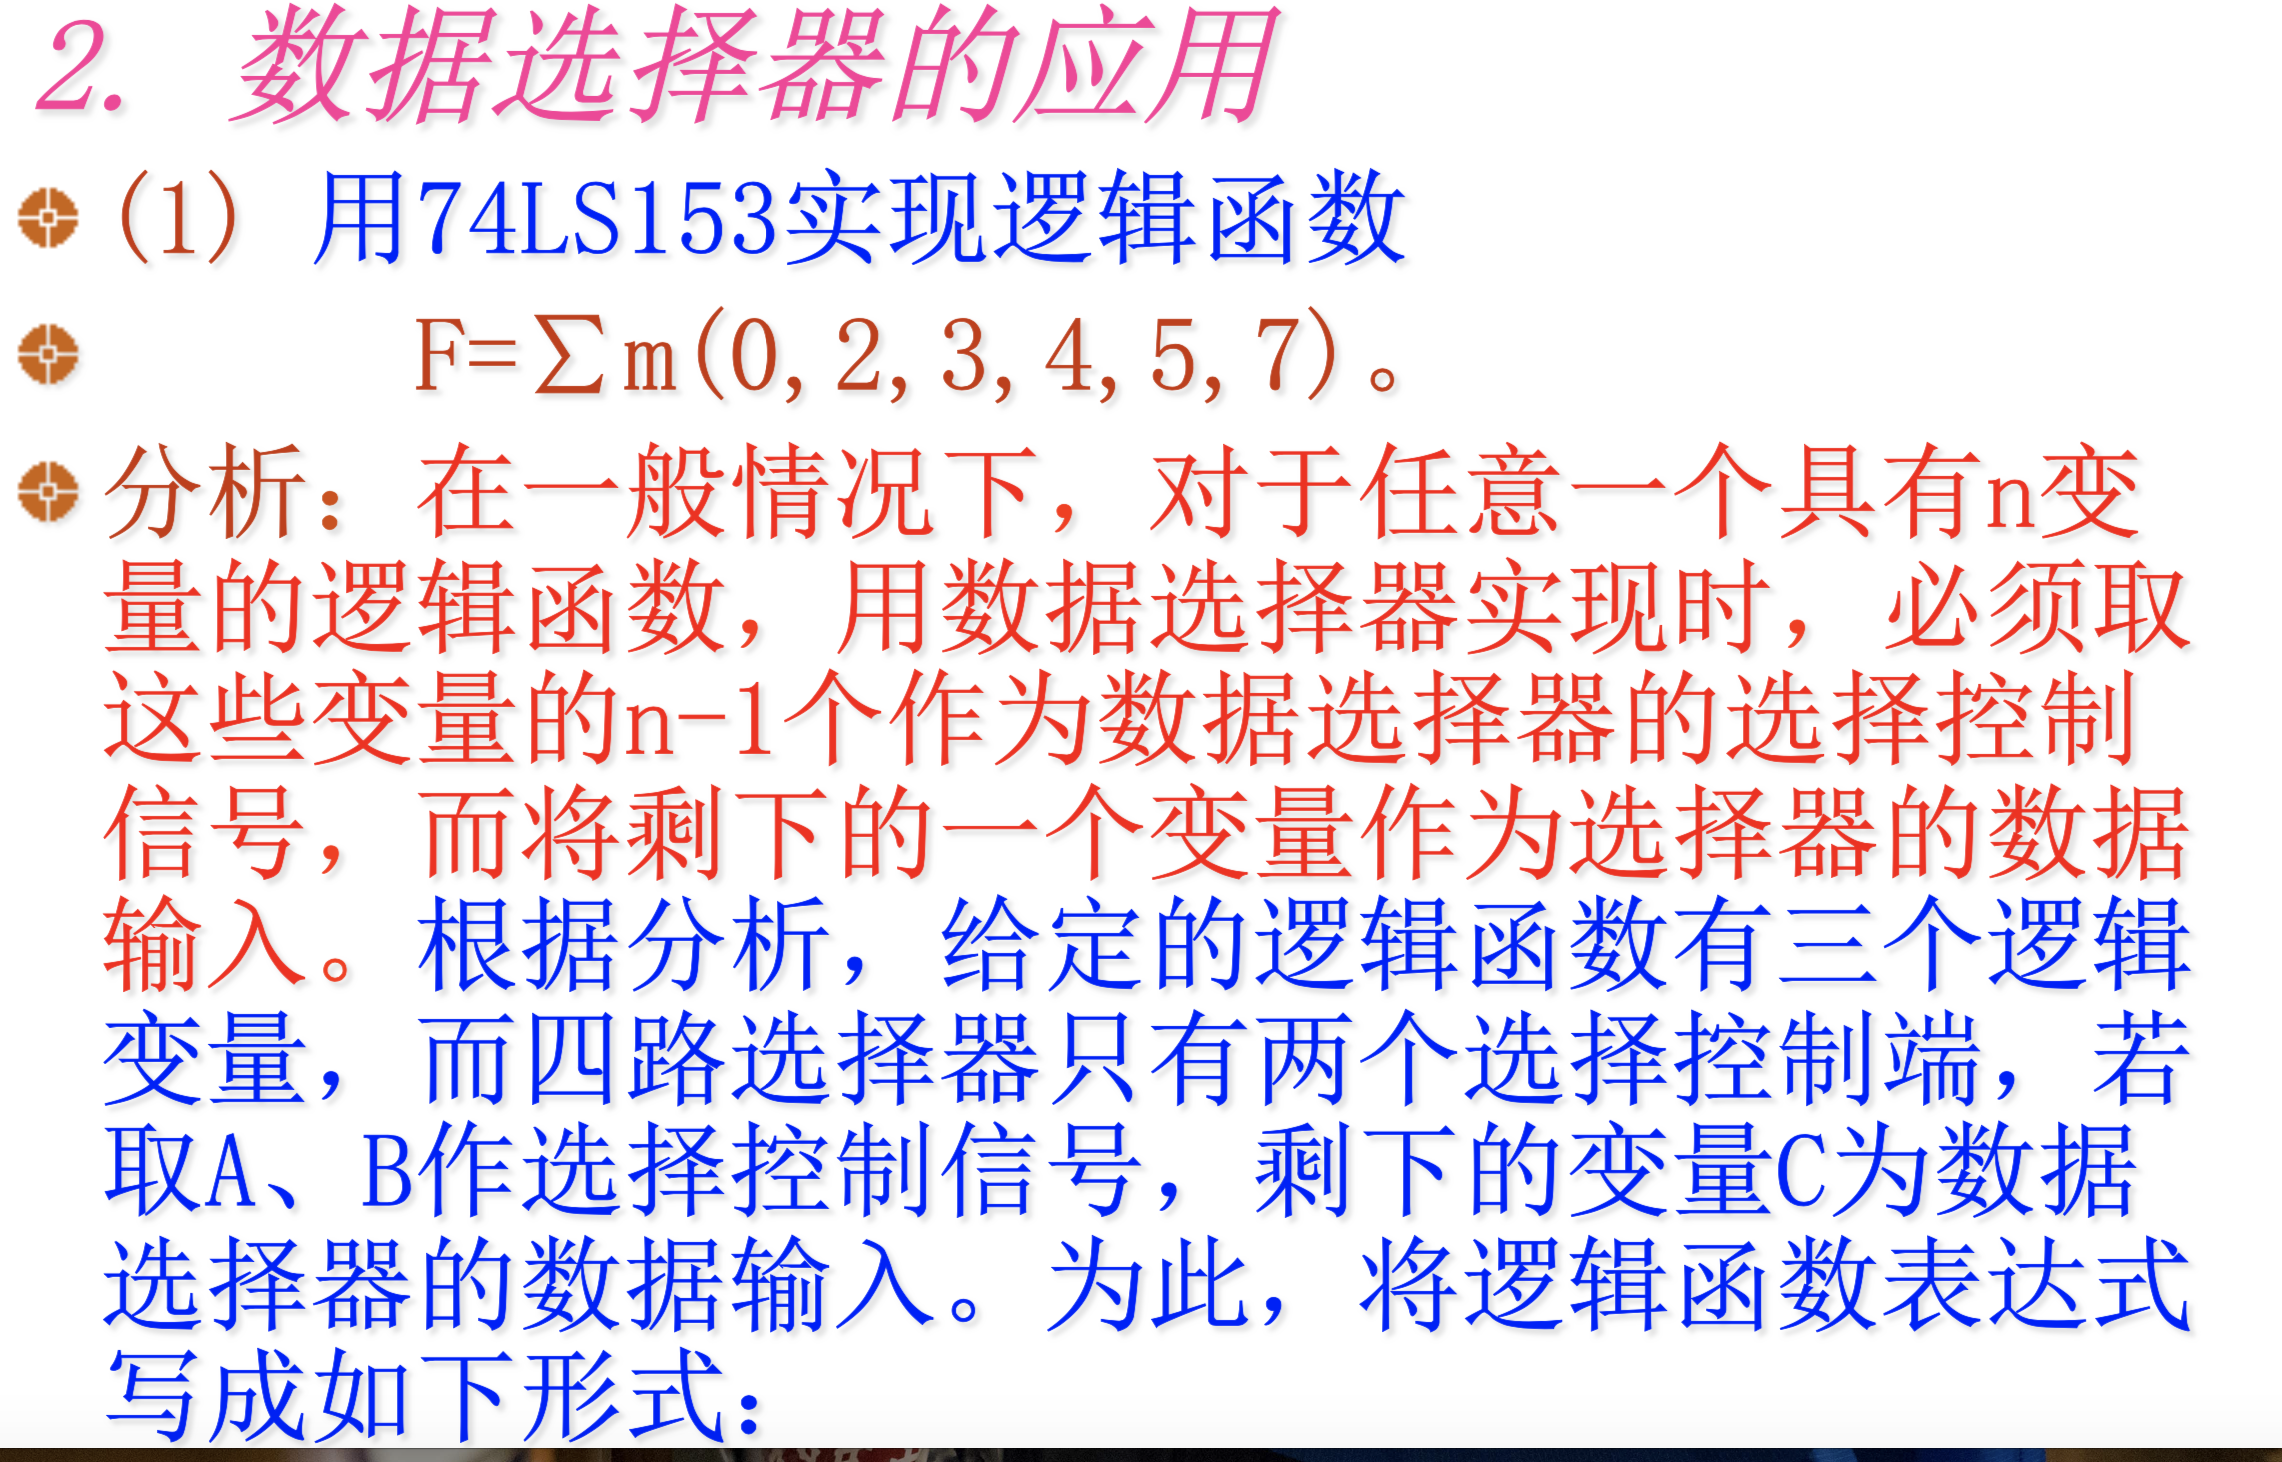 2. 数据选择器的应用
(1) 用74LS153实现逻辑函数
F=∑m(0,2,3,4,5,7)。
分析：在一般情况下，对于任意一个具有n变
量的逻辑函数，用数据选择器实现时，必须取
这些变量的n-1个作为数据选择器的选择控制
信号，而将剩下的一个变量作为选择器的数据
输入。根据分析，给定的逻辑函数有三个逻辑
变量，而四路选择器只有两个选择控制端，若
取A、B作选择控制信号，剩下的变量C为数据
选择器的数据输入。为此，将逻辑函数表达式
写成如下形式：